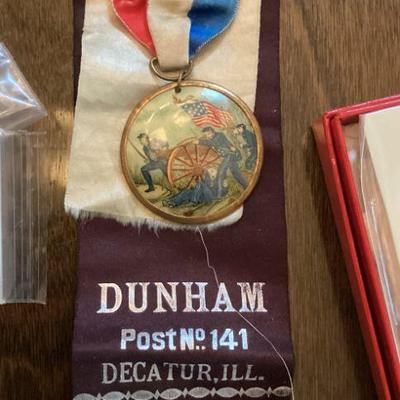 DUNHAM
Post No. 141
DECATUR, ILL.